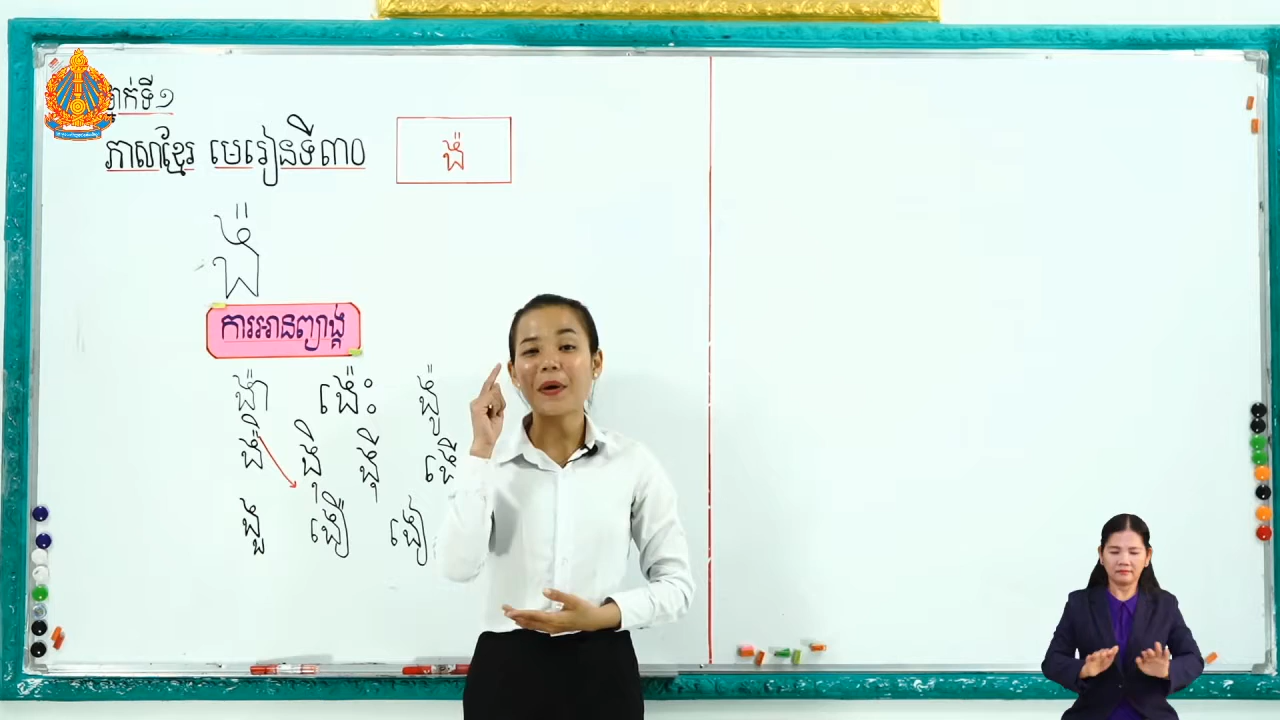 ថ្នាក់ទី១
ភាសាខ្មែរ មេរៀនទី៣០
ង៉
ង៉
ការអានព្យាង្គ
ង៉ា ង៉េះ ង៉ូ
ង៉ឺ ង៉ុិ ង៉ុី ង៉ើ
ងួ ងឿ ងៀ